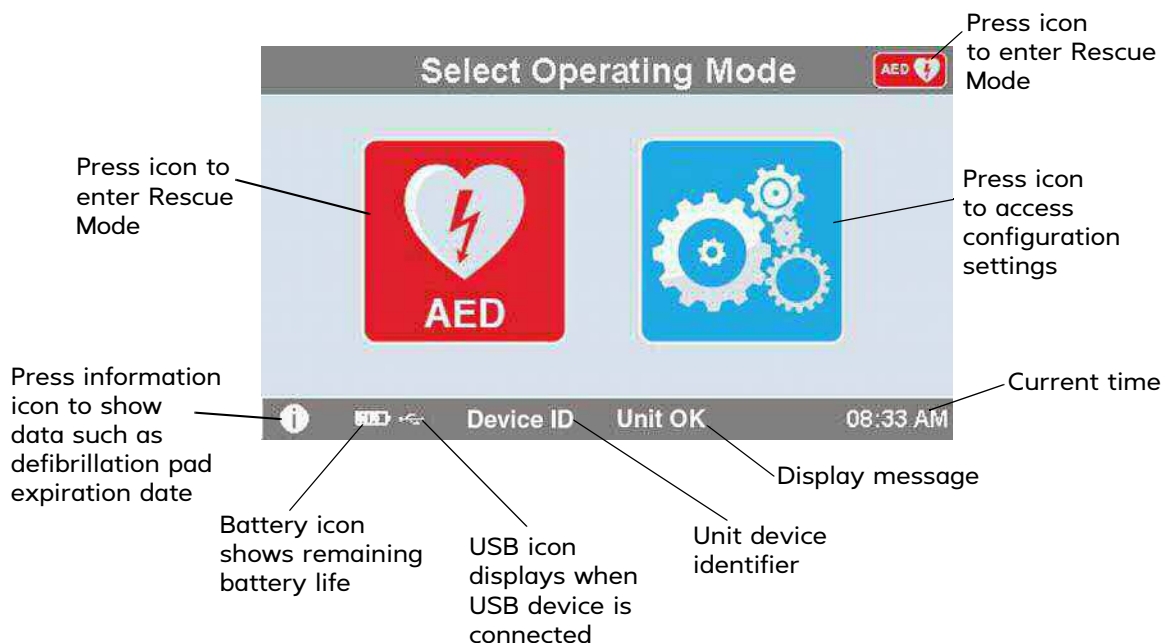 Press icon
to enter Rescue
Mode
Select Operating Mode
AED
Press icon to
enter Rescue
Mode
Press icon
to access
configuration
settings
AED
Press information
icon to show
data such as
defibrillation pad
expiration date
Current time
i
Device ID
Unit OK
08:33 AM
Display message
Battery icon
shows remaining
battery life
USB icon
displays when
USB device is
connected
Unit device
identifier